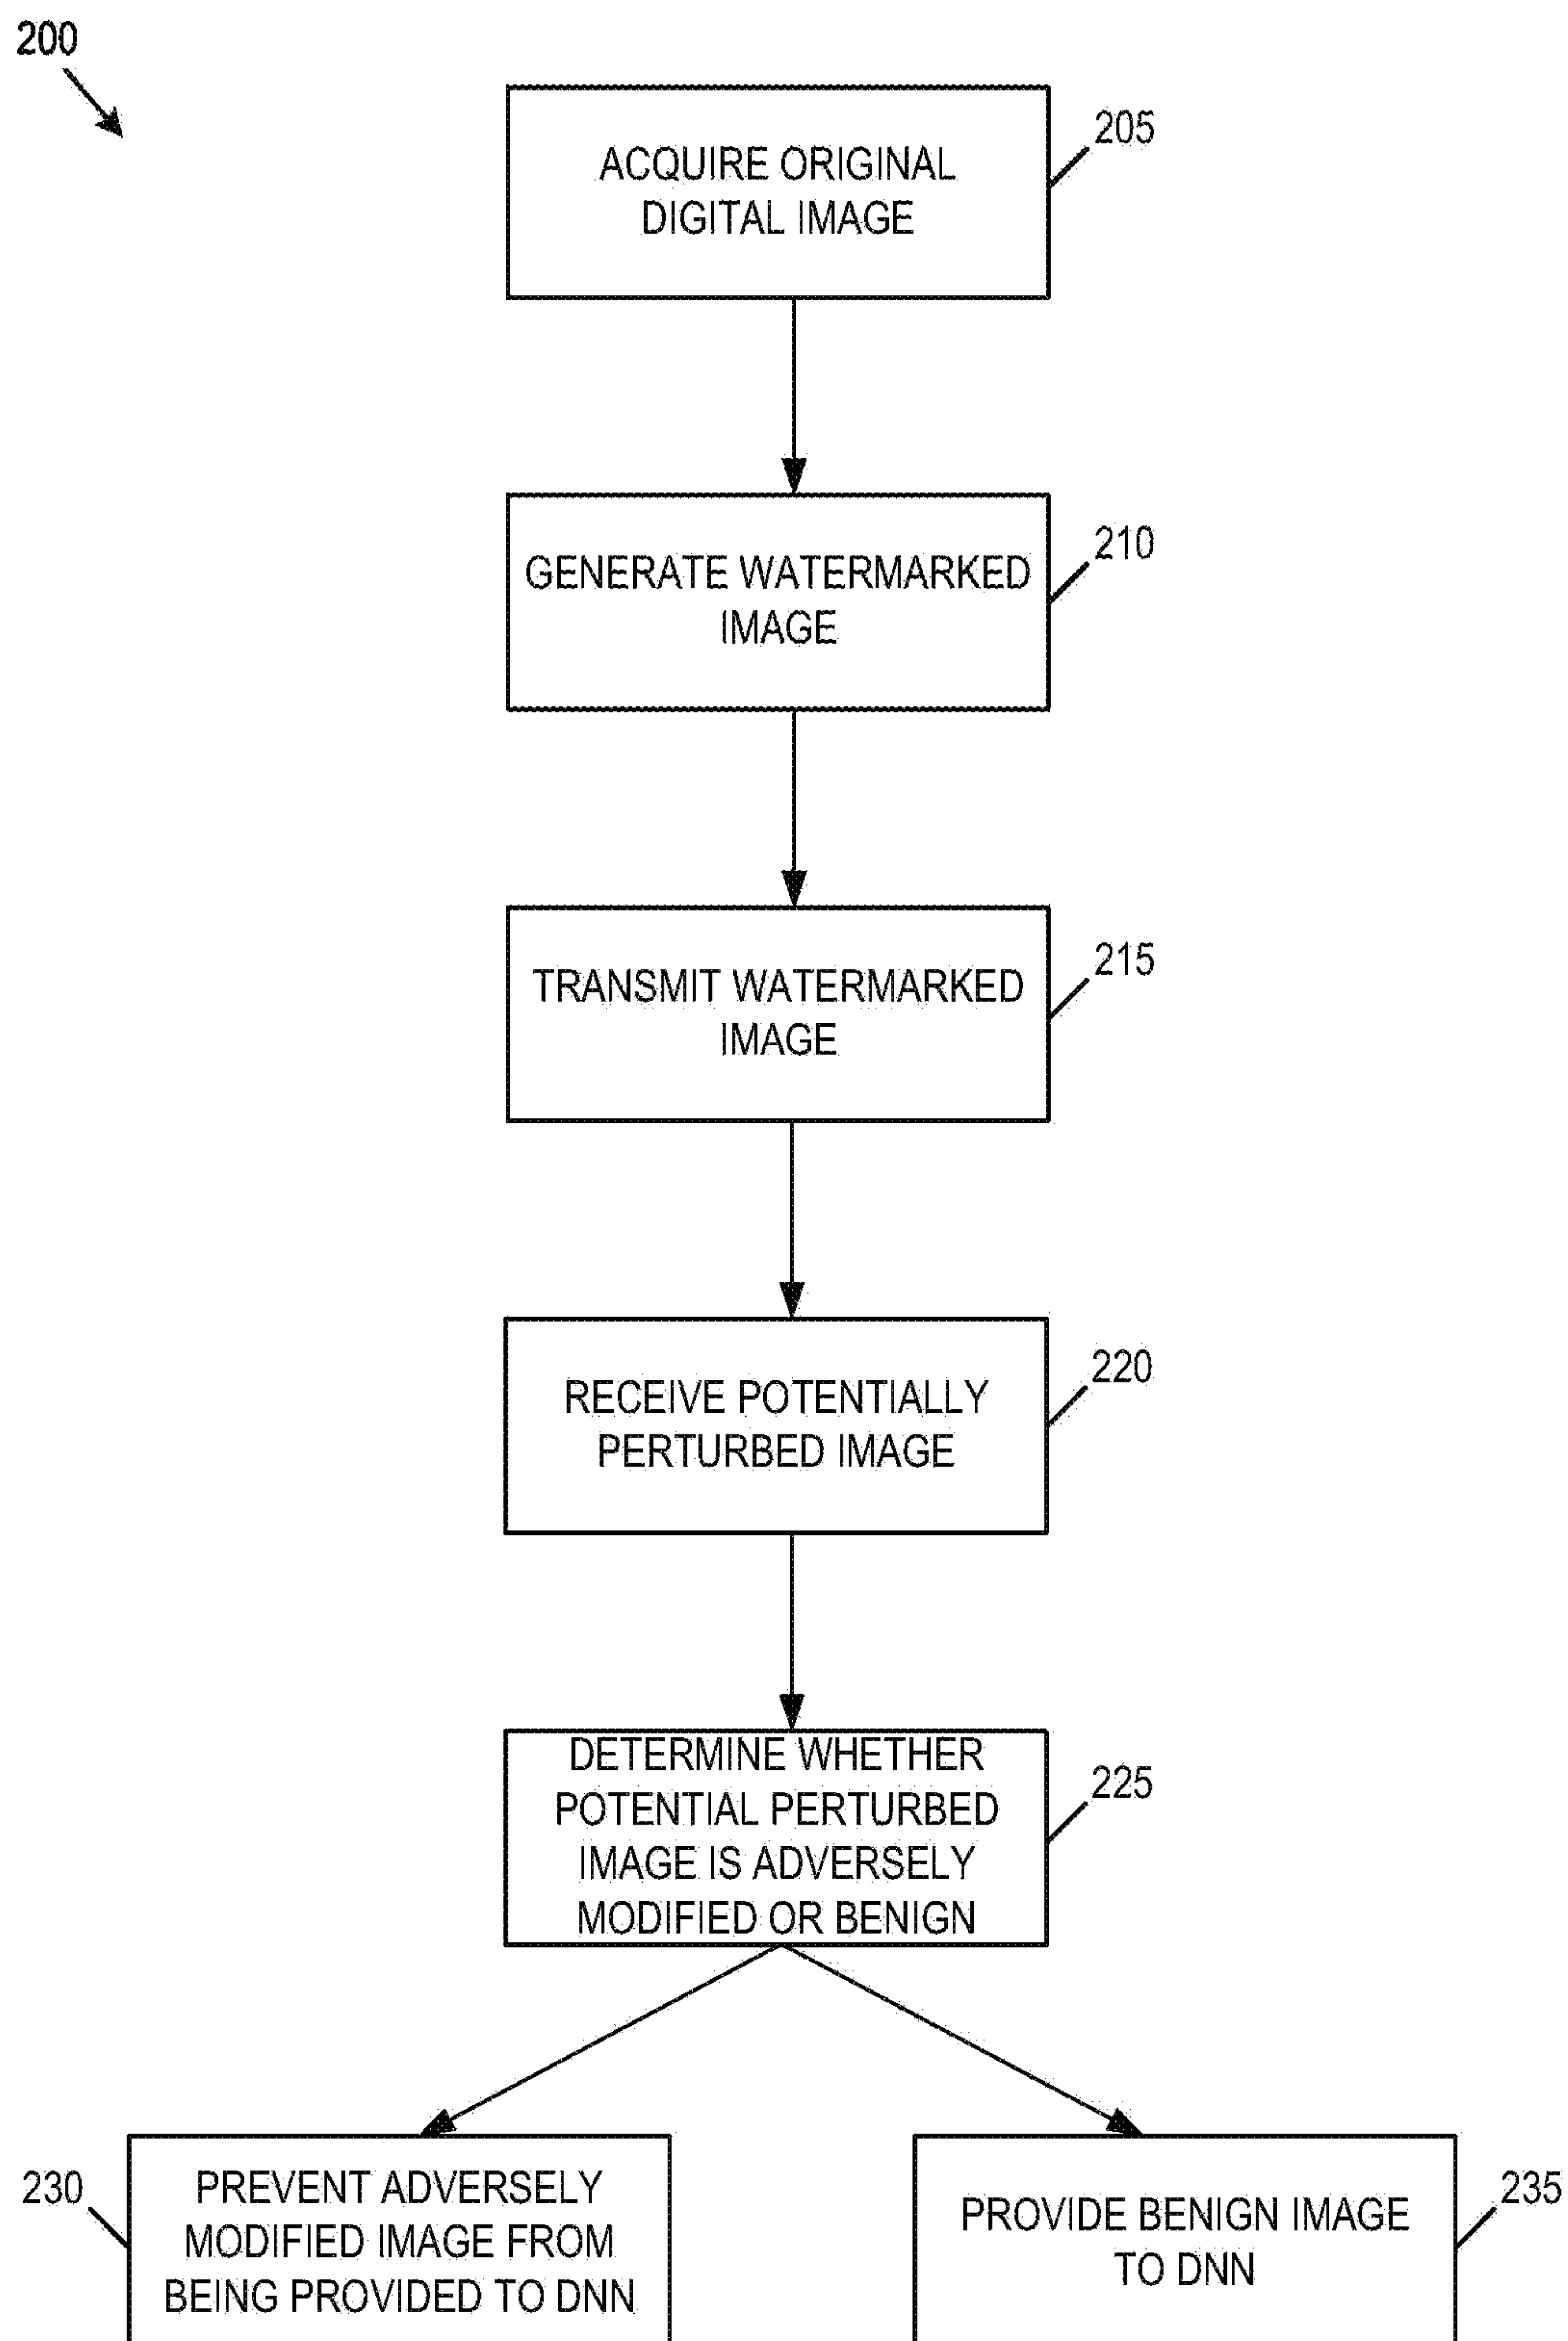 200
ACQUIRE ORIGINAL
DIGITAL IMAGE
205
GENERATE WATERMARKED
IMAGE
210
TRANSMIT WATERMARKED
IMAGE
215
RECEIVE POTENTIALLY
PERTURBED IMAGE
220
DETERMINE WHETHER
POTENTIAL PERTURBED
IMAGE IS ADVERSELY
MODIFIED OR BENIGN
225
230
PREVENT ADVERSELY
MODIFIED IMAGE FROM
BEING PROVIDED TO DNN
PROVIDE BENIGN IMAGE
TO DNN
235